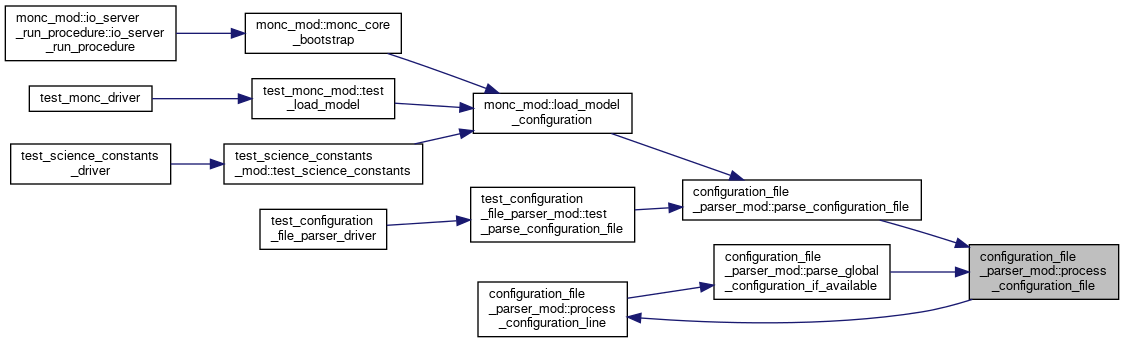 monc_mod::io_server
_run_procedure::io_server
_run_procedure
monc_mod::monc_core
_bootstrap
test_monc_driver
test_monc_mod::test
_load_model
monc_mod::load_model
_configuration
test_science_constants
_driver
test_science_constants
_mod::test_science_constants
configuration_file
_parser_mod::parse_configuration_file
test_configuration
_file_parser_driver
test_configuration
_file_parser_mod::test
_parse_configuration_file
configuration_file
_parser_mod::parse_global
_configuration_if_available
configuration_file
_parser_mod::process
_configuration_file
configuration_file
_parser_mod::process
_configuration_line